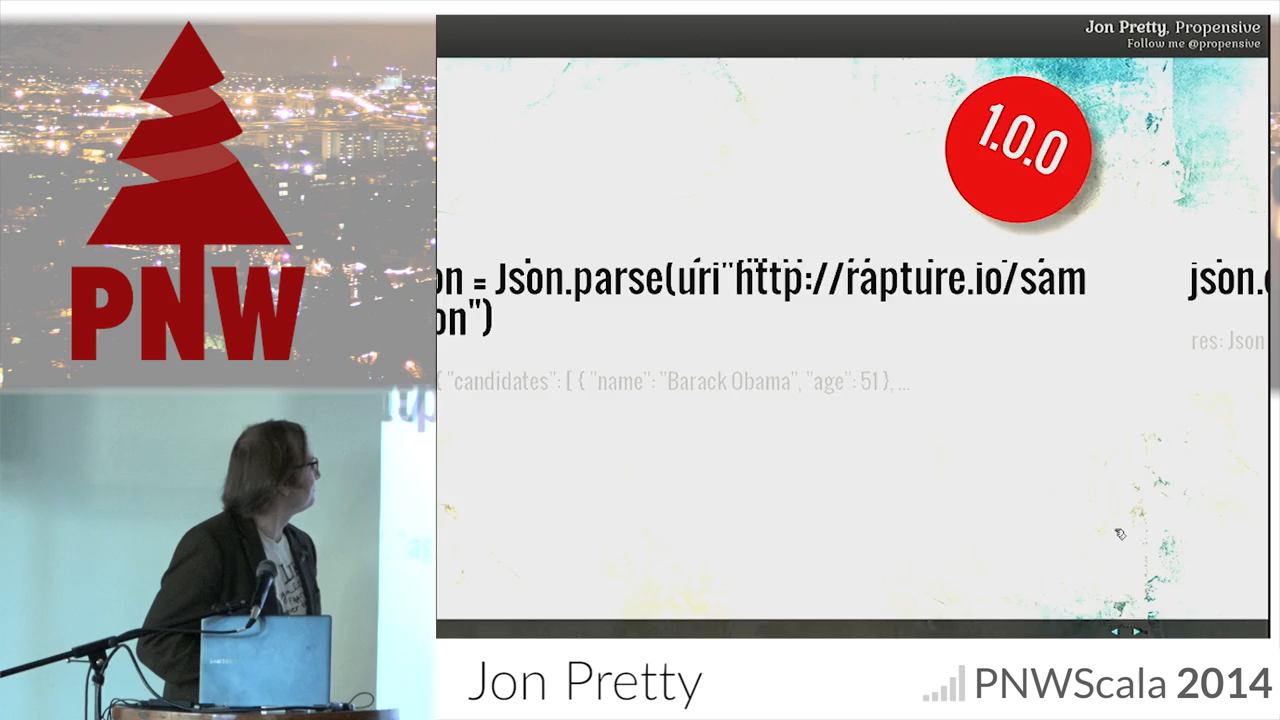 PNW
Jon Pretty, Propensive
Follow me @propensive
1.0.0
on = Json.parse(uri"http://rapture.io/sam
on")
{ "candidates": [ { "name": "Barack Obama", "age": 51 }, ...
json.
res: Json
SAMSUNG
Jon Pretty
PNWScala 2014